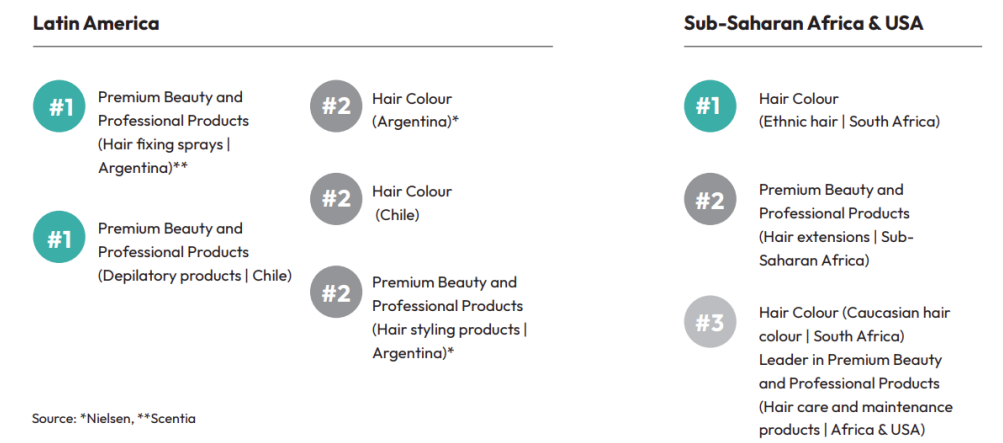 Latin America
#1
Premium Beauty and
Professional Products
(Hair fixing sprays |
Argentina)**
#1
Premium Beauty and
Professional Products
(Depilatory products | Chile)
#2
Hair Colour
(Argentina)*
#2
Hair Colour
(Chile)
#2
Premium Beauty and
Professional Products
(Hair styling products |
Argentina)*
Source: *Nielsen, **Scentia
Sub-Saharan Africa & USA
#1
Hair Colour
(Ethnic hair | South Africa)
#2
Premium Beauty and
Professional Products
(Hair extensions | Sub-
Saharan Africa)
#3
Hair Colour (Caucasian hair
colour | South Africa)
Leader in Premium Beauty
and Professional Products
(Hair care and maintenance
products | Africa & USA)